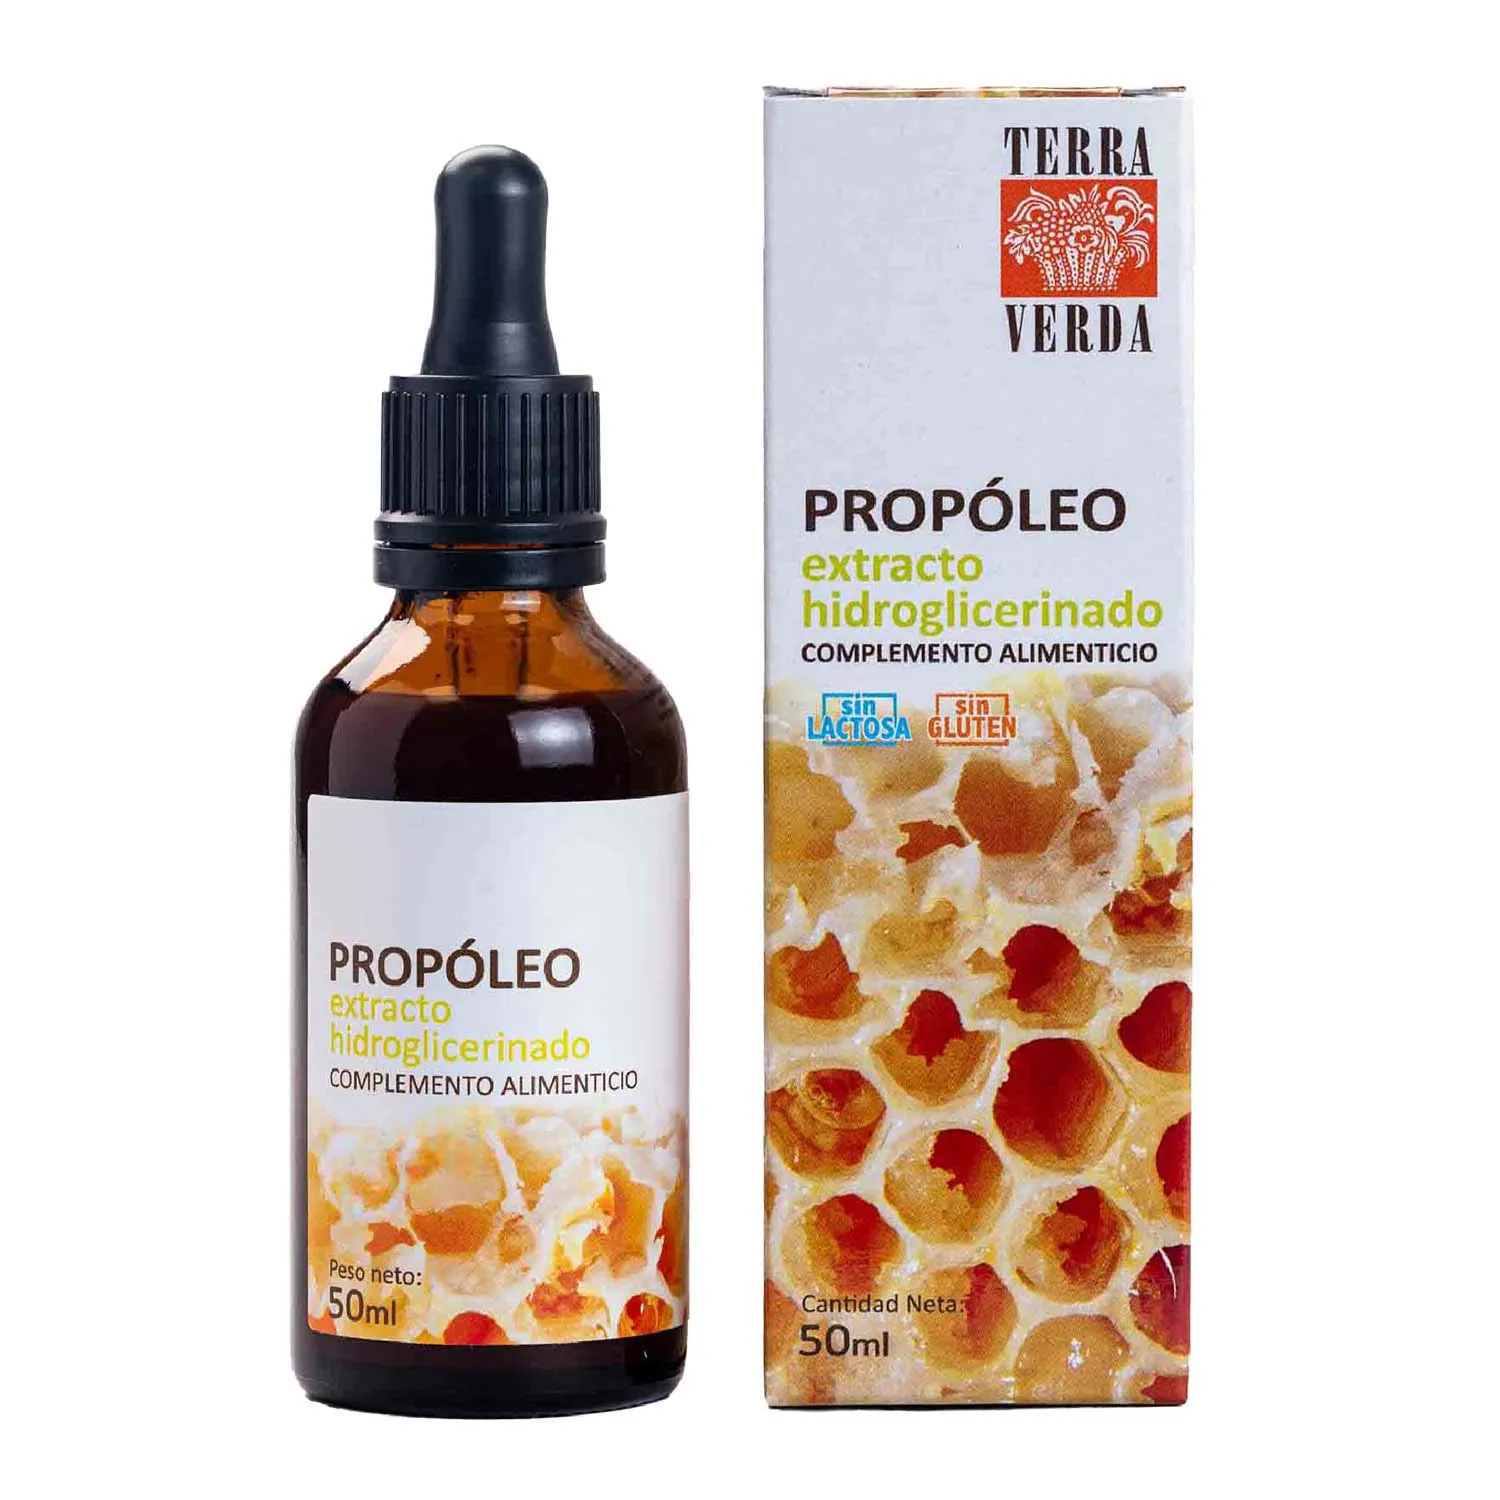 PROPÓLEO
extracto
hidroglicerinado
COMPLEMENTO ALIMENTICIO
Peso neto:
50ml
TERRA
VERDA
PROPÓLEO
extracto
hidroglicerinado
COMPLEMENTO ALIMENTICIO
sin
LACTOSA
sin
GLUTEN
Cantidad Neta:
50ml